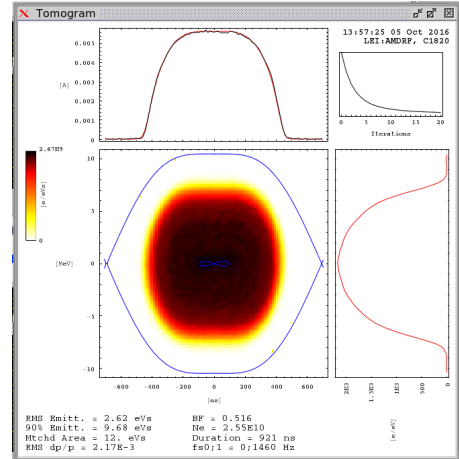 Tomogram
13:57:25 05 Oct 2016
LEI:AMDRF, C1820
0.005
0.004
0.003
[A]
0.002
0.001
0
0 5 10 15 20
Iterations
2.67E9
[e/eVs]
0
10
5
[MeV]
0
-5
-10
-600 -400 -200 0 200 400 600
[ns]
2E3
1.5E3
1E3
500
0
[e/eV]
RMS Emitt. = 2.62 eVs BF = 0.516
90% Emitt. = 9.68 eVs Ne = 2.55E10
Mtchd Area = 12. eVs Duration = 921 ns
RMS dp/p = 2.17E-3 fs0;1 = 0;1460 Hz